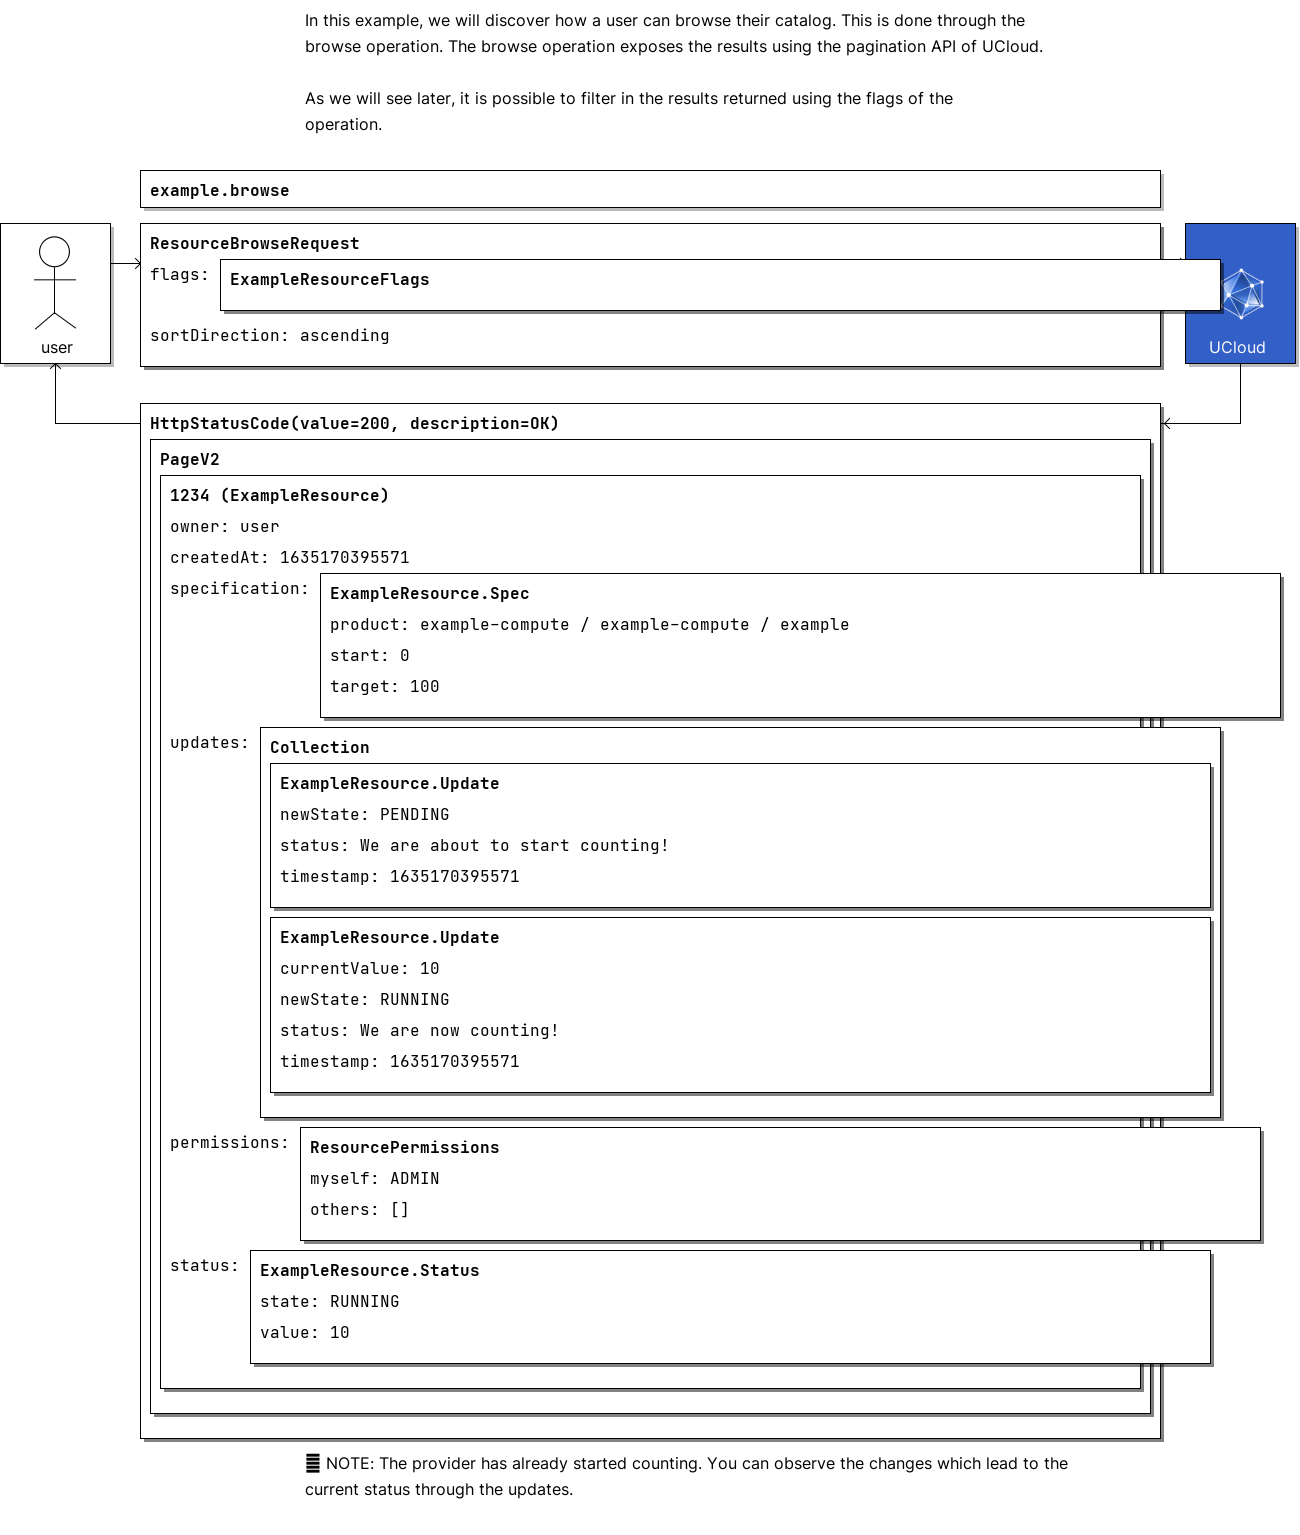 In this example, we will discover how a user can browse their catalog. This is done through the
browse operation. The browse operation exposes the results using the pagination API of UCloud.
As we will see later, it is possible to filter in the results returned using the flags of the
operation.
example.browse
ResourceBrowseRequest
flags:
ExampleResourceFlags
sortDirection: ascending
user
UCloud
HttpStatusCode(value=200, description=OK)
PageV2
1234 (ExampleResource)
owner: user
createdAt: 1635170395571
specification:
ExampleResource.Spec
product: example-compute / example-compute / example
start: 0
target: 100
updates:
Collection
ExampleResource.Update
newState: PENDING
status: We are about to start counting!
timestamp: 1635170395571
ExampleResource.Update
currentValue: 10
newState: RUNNING
status: We are now counting!
timestamp: 1635170395571
permissions:
ResourcePermissions
myself: ADMIN
others: []
status:
ExampleResource.Status
state: RUNNING
value: 10
NOTE: The provider has already started counting. You can observe the changes which lead to the
current status through the updates.